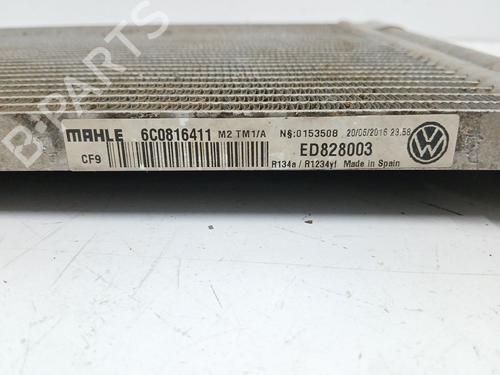 B-PARTS
MAHLE 6C0816411 M2 TM1/A N§:0153508 20/05/2016 23.58
CF9 ED828003
R134a / R1234yf Made in Spain